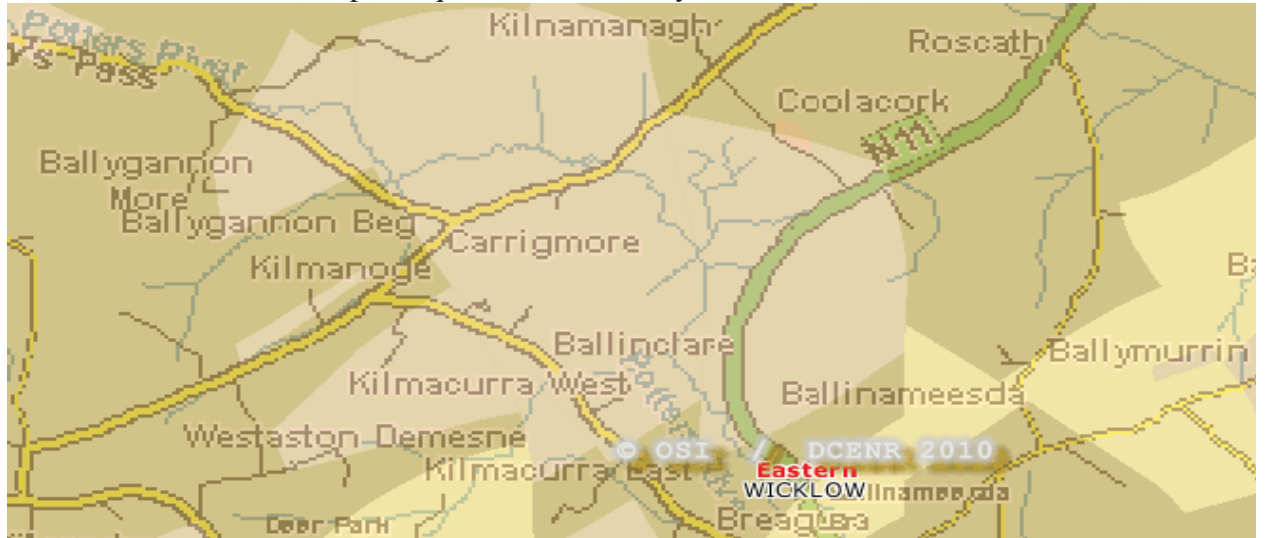 Kilnamanagh
Roscath
Potters River
r's Pass
Coolacork
N 11
Ballygannon
More
Ballygannon Beg
Carrigmore
Kilmanoge
Ballinclare
Ballymurrin
Kilmacurra West
Ballinameesda
Westaston Demesne
© OSI / DCENR 2010
Kilmacurra East
Eastern
WICKLOW
Deer Park